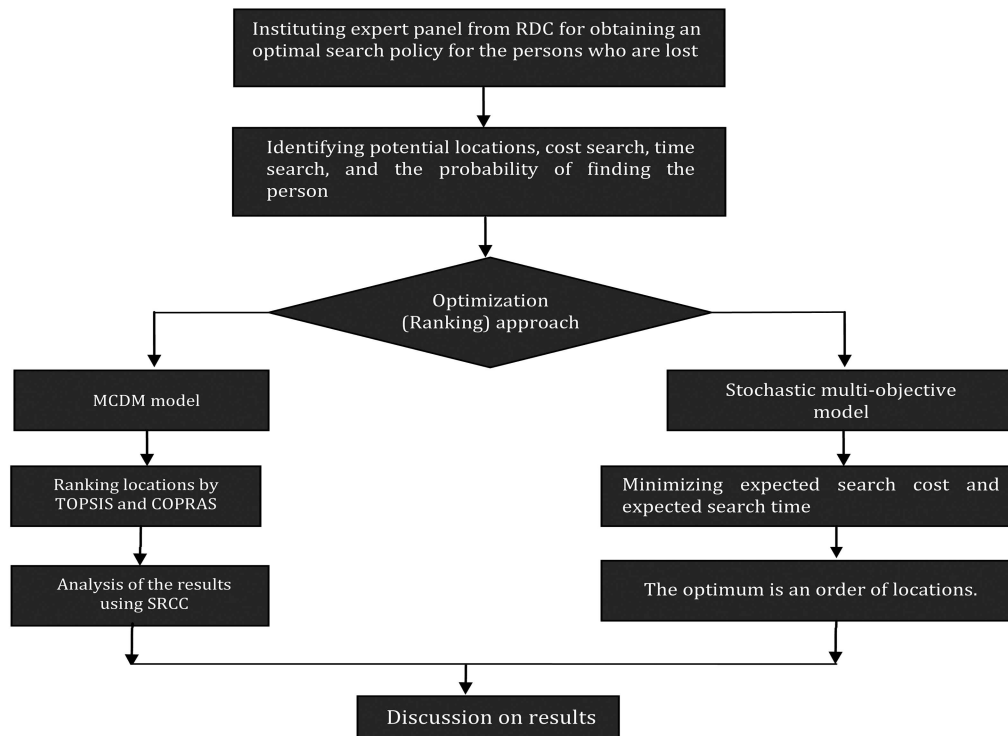 Instituting expert panel from RDC for obtaining an
optimal search policy for the persons who are lost
Identifying potential locations, cost search, time
search, and the probability of finding the
person
Optimization
(Ranking) approach
MCDM model
Ranking locations by
TOPSIS and COPRAS
Analysis of the results
using SRCC
Stochastic multi-objective
model
Minimizing expected search cost and
expected search time
The optimum is an order of locations.
Discussion on results